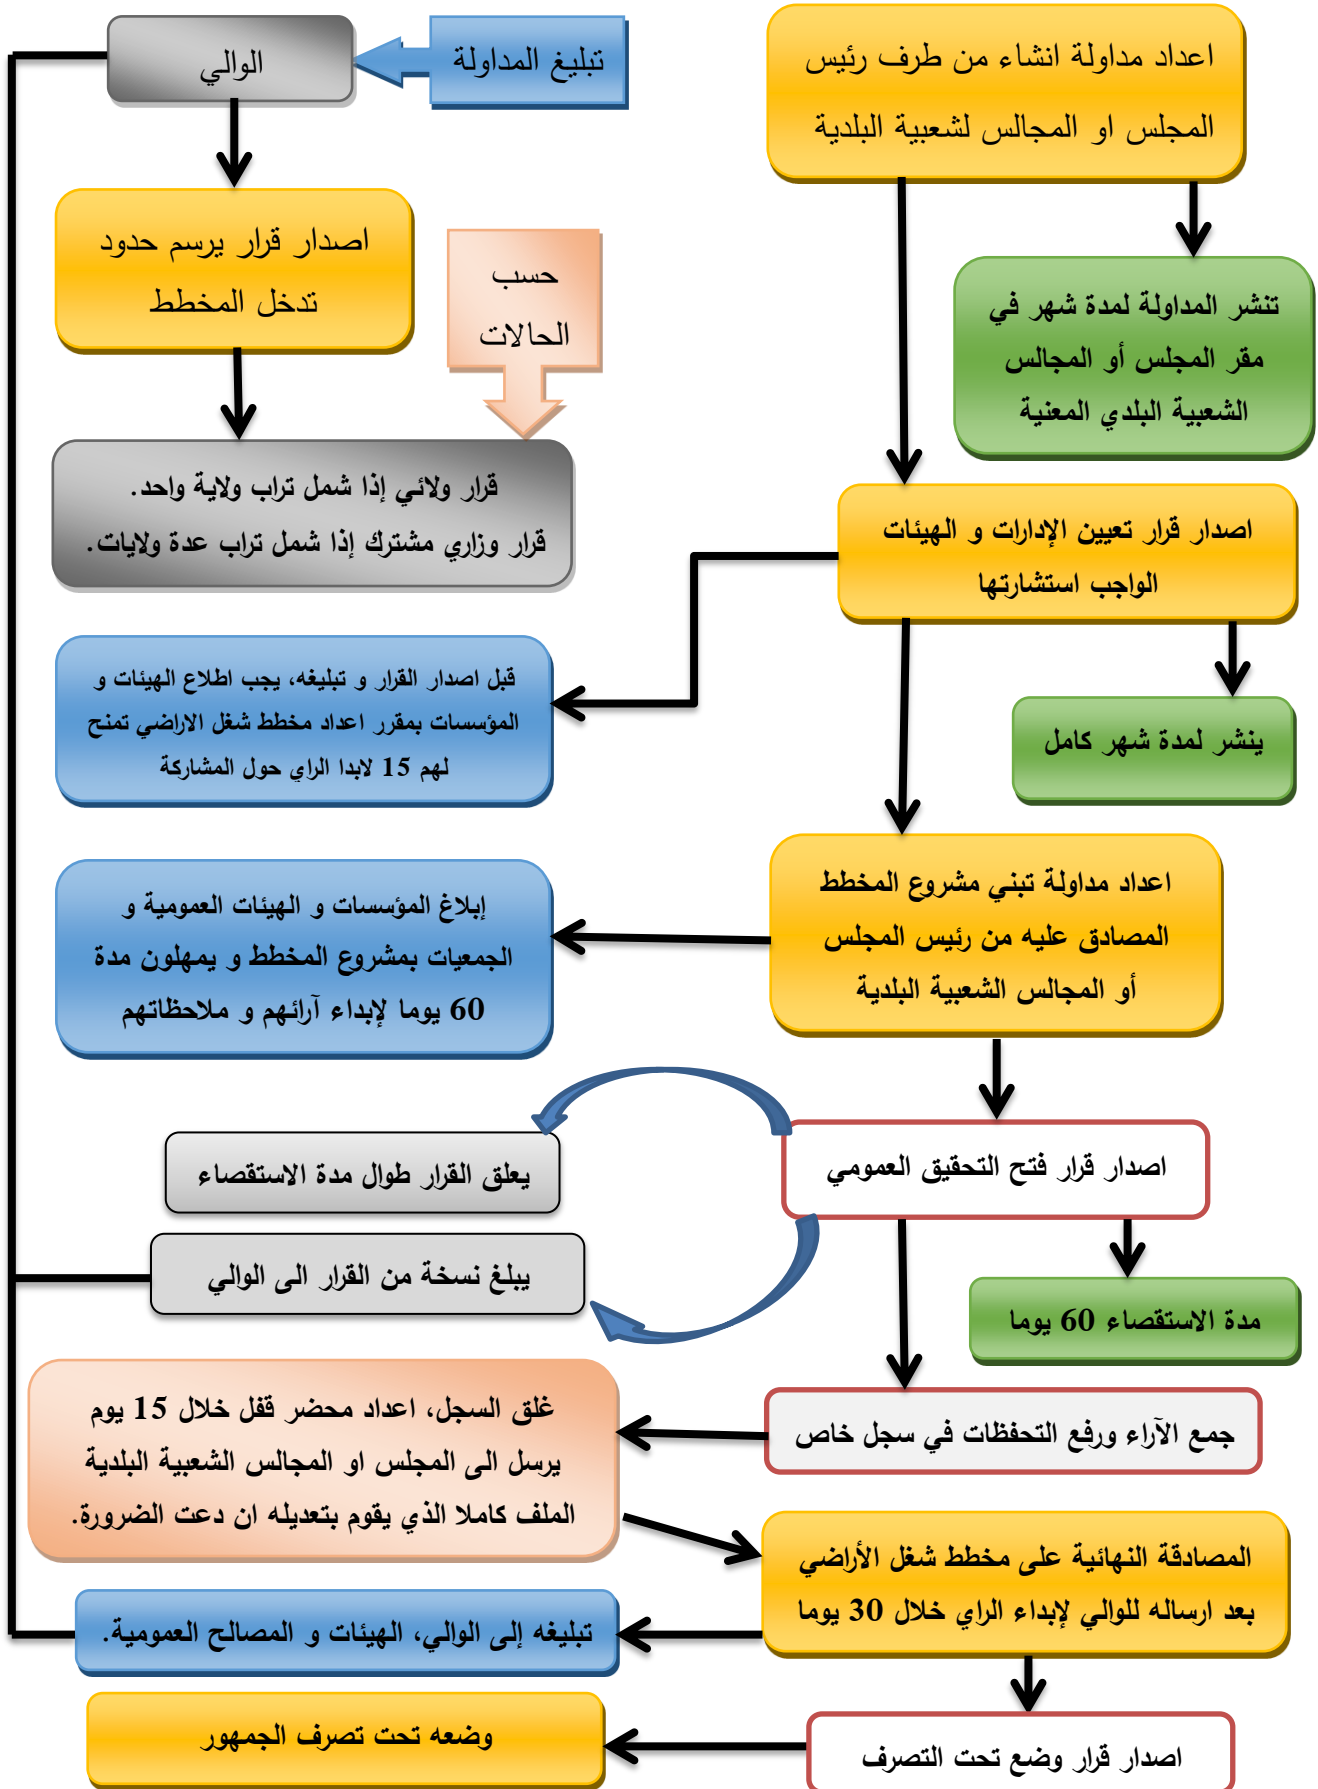 اعداد مداولة انشاء من طرف رئيس
المجلس او المجالس لشعبية البلدية
تبليغ المداولة
الوالي
اصدار قرار يرسم حدود
تدخل المخطط
حسب
الحالات
تنشر المداولة لمدة شهر في
مقر المجلس أو المجالس
الشعبية البلدي المعنية
قرار ولائي إذا شمل تراب ولاية واحد.
قرار وزاري مشترك إذا شمل تراب عدة ولايات.
اصدار قرار تعيين الإدارات و الهيئات
الواجب استشارتها
قبل اصدار القرار و تبليغه، يجب اطلاع الهيئات و
المؤسسات بمقرر اعداد مخطط شغل الاراضي تمنح
لهم 15 لابدا الراي حول المشاركة
ينشر لمدة شهر كامل
اعداد مداولة تبني مشروع المخطط
المصادق عليه من رئيس المجلس
أو المجالس الشعبية البلدية
إبلاغ المؤسسات و الهيئات العمومية و
الجمعيات بمشروع المخطط و يمهلون مدة
60 يوما لإبداء آرائهم و ملاحظاتهم
اصدار قرار فتح التحقيق العمومي
يعلق القرار طوال مدة الاستقصاء
يبلغ نسخة من القرار الى الوالي
مدة الاستقصاء 60 يوما
جمع الآراء ورفع التحفظات في سجل خاص
غلق السجل، اعداد محضر قفل خلال 15 يوم
يرسل الى المجلس او المجالس الشعبية البلدية
الملف كاملا الذي يقوم بتعديله ان دعت الضرورة.
المصادقة النهائية على مخطط شغل الأراضي
بعد ارساله للوالي لإبداء الراي خلال 30 يوما
تبليغه إلى الوالي، الهيئات و المصالح العمومية.
اصدار قرار وضع تحت التصرف
وضعه تحت تصرف الجمهور